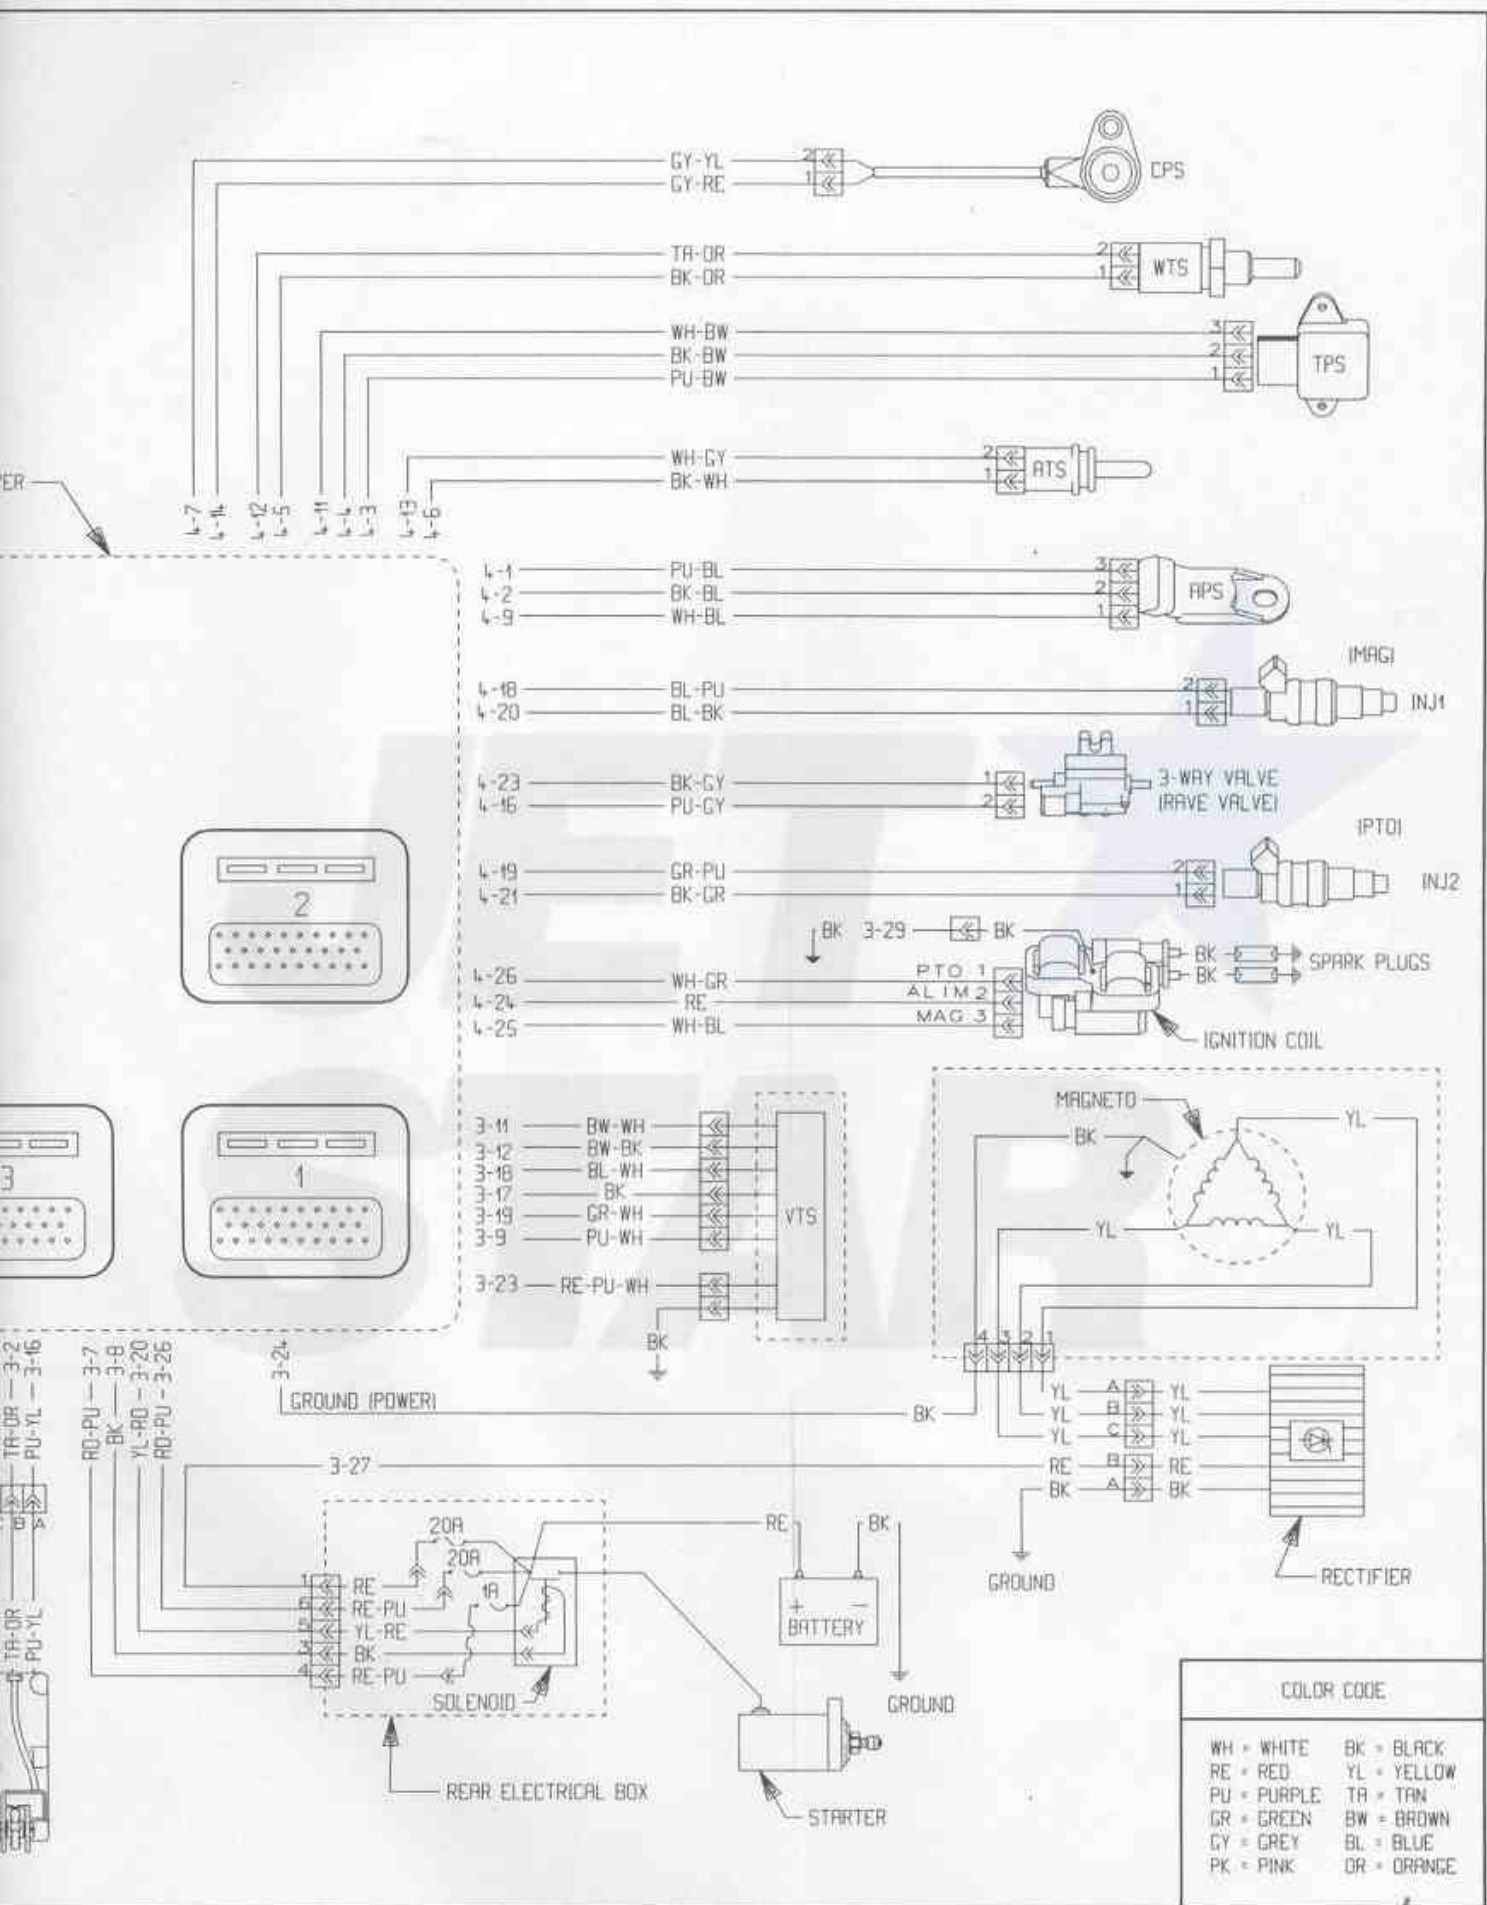 GY-YL 2
GY-RE 1
CPS
TA-OR 2
BK-OR 1
WTS
WH-BW 3
BK-BW 2
PU-BW 1
TPS
WH-GY 2
BK-WH 1
ATS
ER
4-7
4-14
4-12
4-5
4-11
4-4
4-3
4-13
4-6
4-1 PU-BL 3
4-2 BK-BL 2
4-9 WH-BL 1
APS
(MAG)
4-18 BL-PU 2
4-20 BL-BK 1
INJ1
JET
STAR
4-23 BK-GY 1
4-16 PU-GY 2
3-WAY VALVE
(RAVE VALVE)
(PTO)
4-19 GR-PU 2
4-21 BK-GR 1
INJ2
2
BK 3-29 BK
4-26 WH-GR PTO 1
4-24 RE ALIM 2
4-25 WH-BL MAG 3
BK
BK
SPARK PLUGS
IGNITION COIL
3
1
3-11 BW-WH
3-12 BW-BK
3-18 BL-WH
3-17 BK
3-19 GR-WH
3-9 PU-WH
3-23 RE-PU-WH
BK
VTS
MAGNETO
BK
YL
YL
YL
4 3 2 1
TA-OR 3-2
PU-YL 3-16
RD-PU 3-7
BK 3-8
YL-RD 3-20
RD-PU 3-26
3-24
GROUND (POWER)
BK
YL A YL
YL B YL
YL C YL
RE B RE
BK A BK
GROUND
RECTIFIER
3-27
B A
TA-OR
PU-YL
20A
20A
1A
1 RE
6 RE-PU
5 YL-RE
3 BK
4 RE-PU
SOLENOID
REAR ELECTRICAL BOX
RE
BK
+ -
BATTERY
GROUND
STARTER
COLOR CODE
WH = WHITE BK = BLACK
RE = RED YL = YELLOW
PU = PURPLE TA = TAN
GR = GREEN BW = BROWN
GY = GREY BL = BLUE
PK = PINK OR = ORANGE